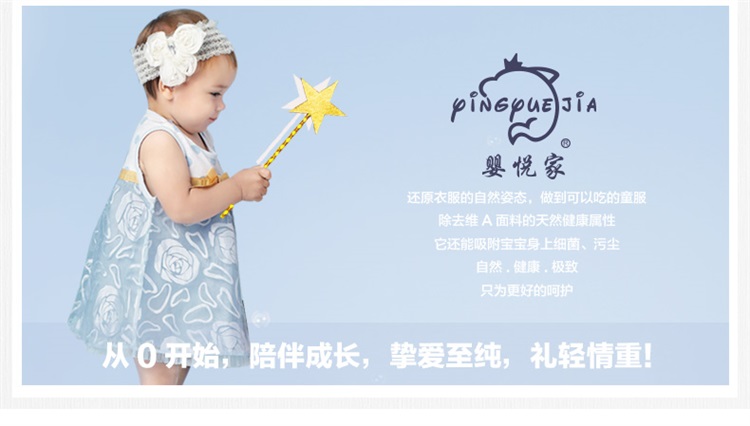 YINGYUEJIA
®
婴悦家
还原衣服的自然姿态，做到可以吃的童服
除去维 A 面料的天然健康属性
它还能吸附宝宝身上细菌、污尘
自然 . 健康 . 极致
只为更好的呵护
从 0 开始，陪伴成长，挚爱至纯，礼轻情重！